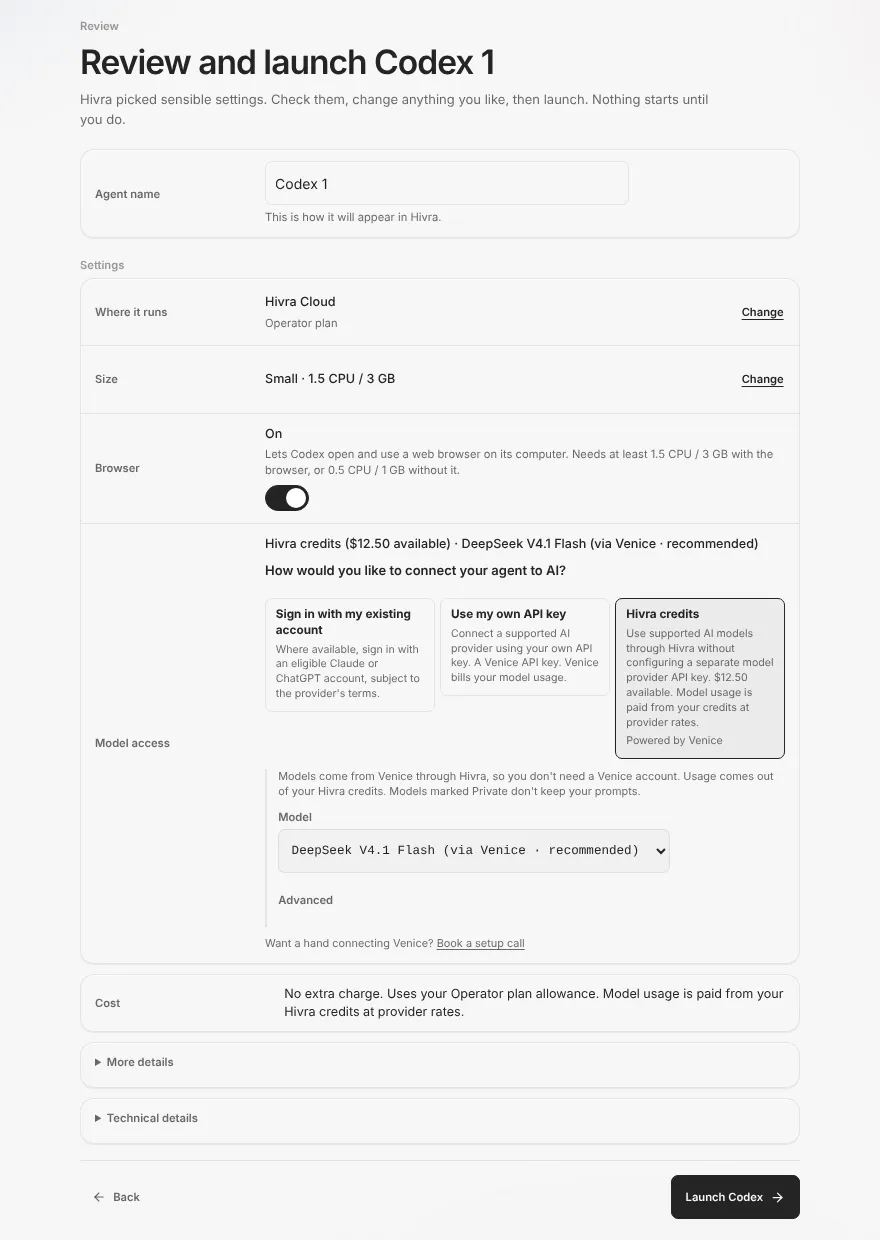 Review
Review and launch Codex 1
Hivra picked sensible settings. Check them, change anything you like, then launch. Nothing starts until
you do.
Agent name
Codex 1
This is how it will appear in Hivra.
Settings
Where it runs
Hivra Cloud
Operator plan
Change
Size
Small · 1.5 CPU / 3 GB
Change
Browser
On
Lets Codex open and use a web browser on its computer. Needs at least 1.5 CPU / 3 GB with the
browser, or 0.5 CPU / 1 GB without it.
Model access
Hivra credits ($12.50 available) · DeepSeek V4.1 Flash (via Venice · recommended)
How would you like to connect your agent to AI?
Sign in with my existing
account
Where available, sign in with
an eligible Claude or
ChatGPT account, subject to
the provider's terms.
Use my own API key
Connect a supported AI
provider using your own API
key. A Venice API key. Venice
bills your model usage.
Hivra credits
Use supported AI models
through Hivra without
configuring a separate model
provider API key. $12.50
available. Model usage is
paid from your credits at
provider rates.
Powered by Venice
Models come from Venice through Hivra, so you don't need a Venice account. Usage comes out
of your Hivra credits. Models marked Private don't keep your prompts.
Model
DeepSeek V4.1 Flash (via Venice · recommended)
Advanced
Want a hand connecting Venice? Book a setup call
Cost
No extra charge. Uses your Operator plan allowance. Model usage is paid from your
Hivra credits at provider rates.
More details
Technical details
Back
Launch Codex